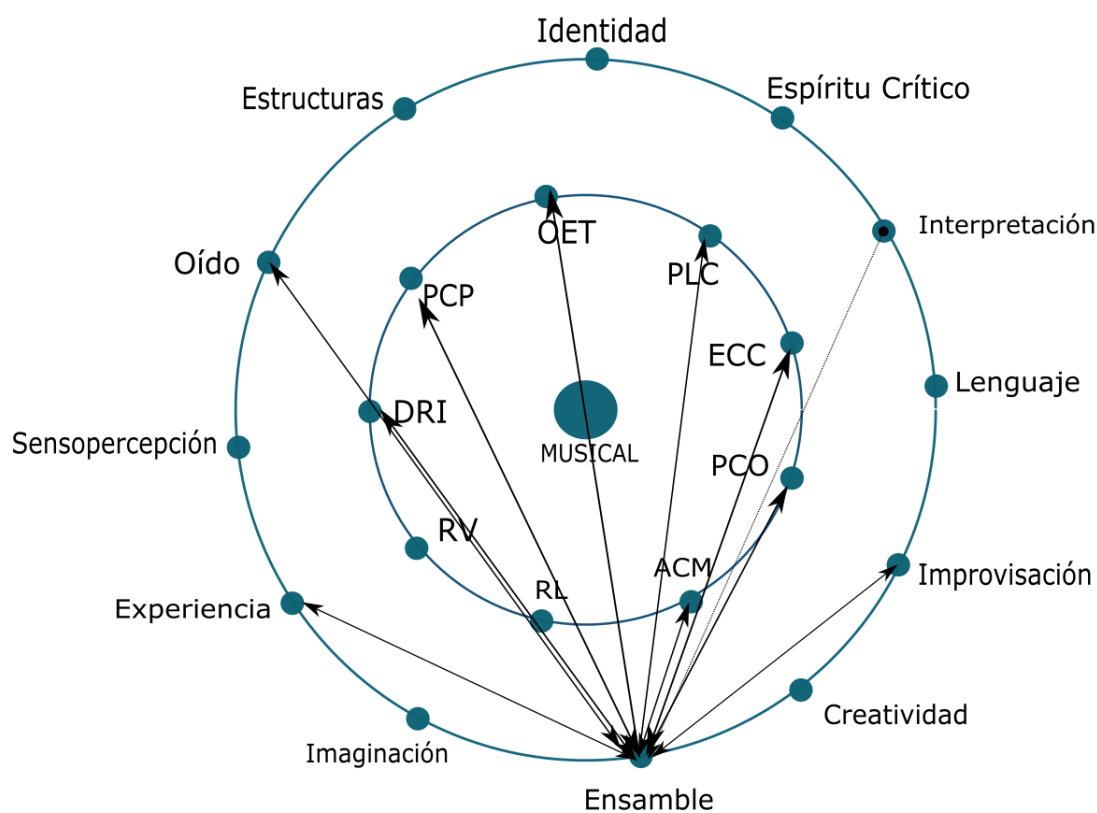 Identidad
Espíritu Crítico
Estructuras
Interpretación
OET
Oído
PLC
PCP
ECC
Lenguaje
DRI
Sensopercepción
MUSICAL
PCO
RV
ACM
Improvisación
RL
Experiencia
Creatividad
Imaginación
Ensamble